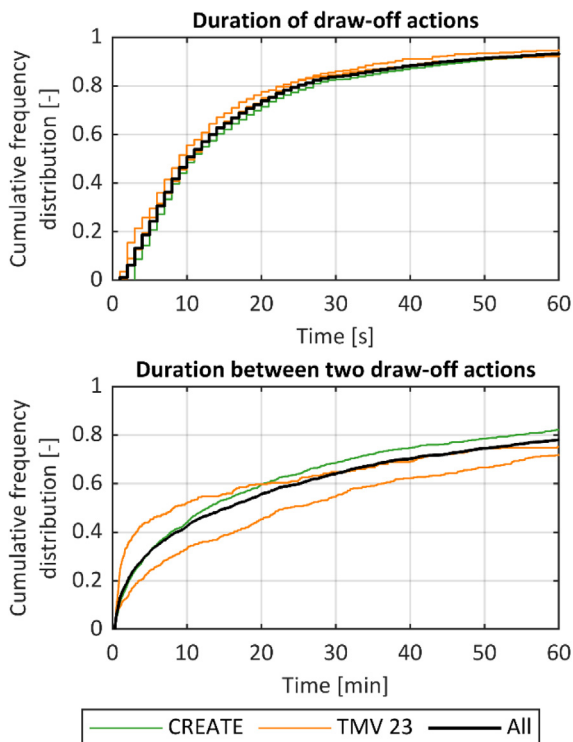 Duration of draw-off actions
Cumulative frequency
distribution [-]
1
0.8
0.6
0.4
0.2
0
0 10 20 30 40 50 60
Time [s]
Duration between two draw-off actions
Cumulative frequency
distribution [-]
1
0.8
0.6
0.4
0.2
0
0 10 20 30 40 50 60
Time [min]
CREATE TMV 23 All